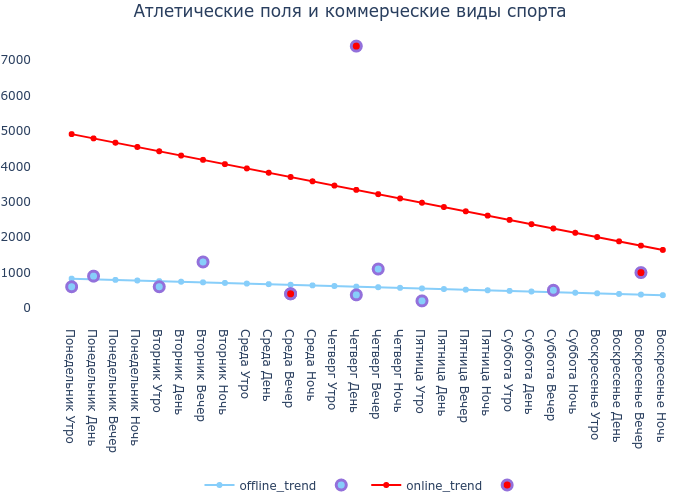 Атлетические поля и коммерческие виды спорта
7000
6000
5000
4000
3000
2000
1000
0
Понедельник Утро
Понедельник День
Понедельник Вечер
Понедельник Ночь
Вторник Утро
Вторник День
Вторник Вечер
Вторник Ночь
Среда Утро
Среда День
Среда Вечер
Среда Ночь
Четверг Утро
Четверг День
Четверг Вечер
Четверг Ночь
Пятница Утро
Пятница День
Пятница Вечер
Пятница Ночь
Суббота Утро
Суббота День
Суббота Вечер
Суббота Ночь
Воскресенье Утро
Воскресенье День
Воскресенье Вечер
Воскресенье Ночь
offline_trend online_trend